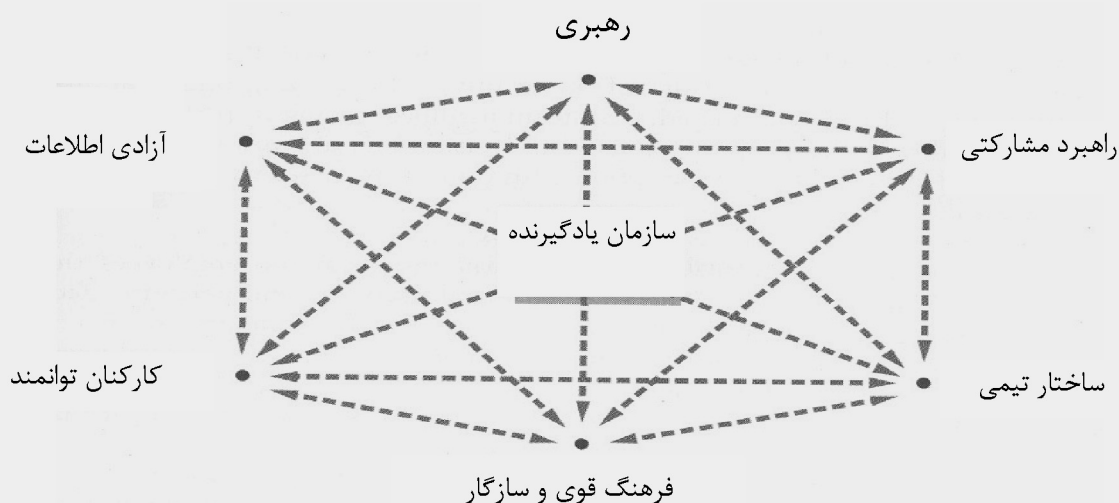 رهبری
راهبرد مشارکتی
آزادی اطلاعات
سازمان یادگیرنده
ساختار تیمی
کارکنان توانمند
فرهنگ قوی و سازگار